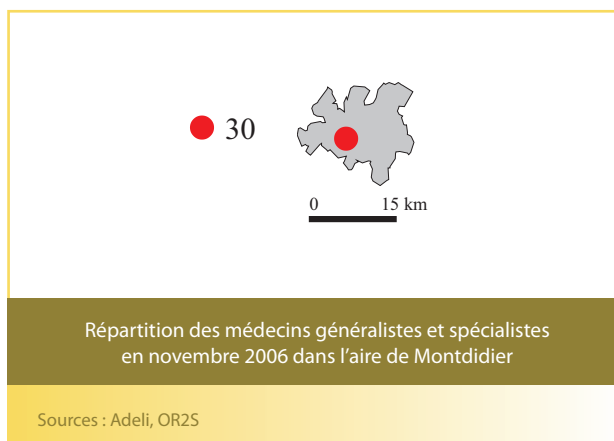 30
0 15 km
Répartition des médecins généralistes et spécialistes
en novembre 2006 dans l'aire de Montdidier
Sources : Adeli, OR2S